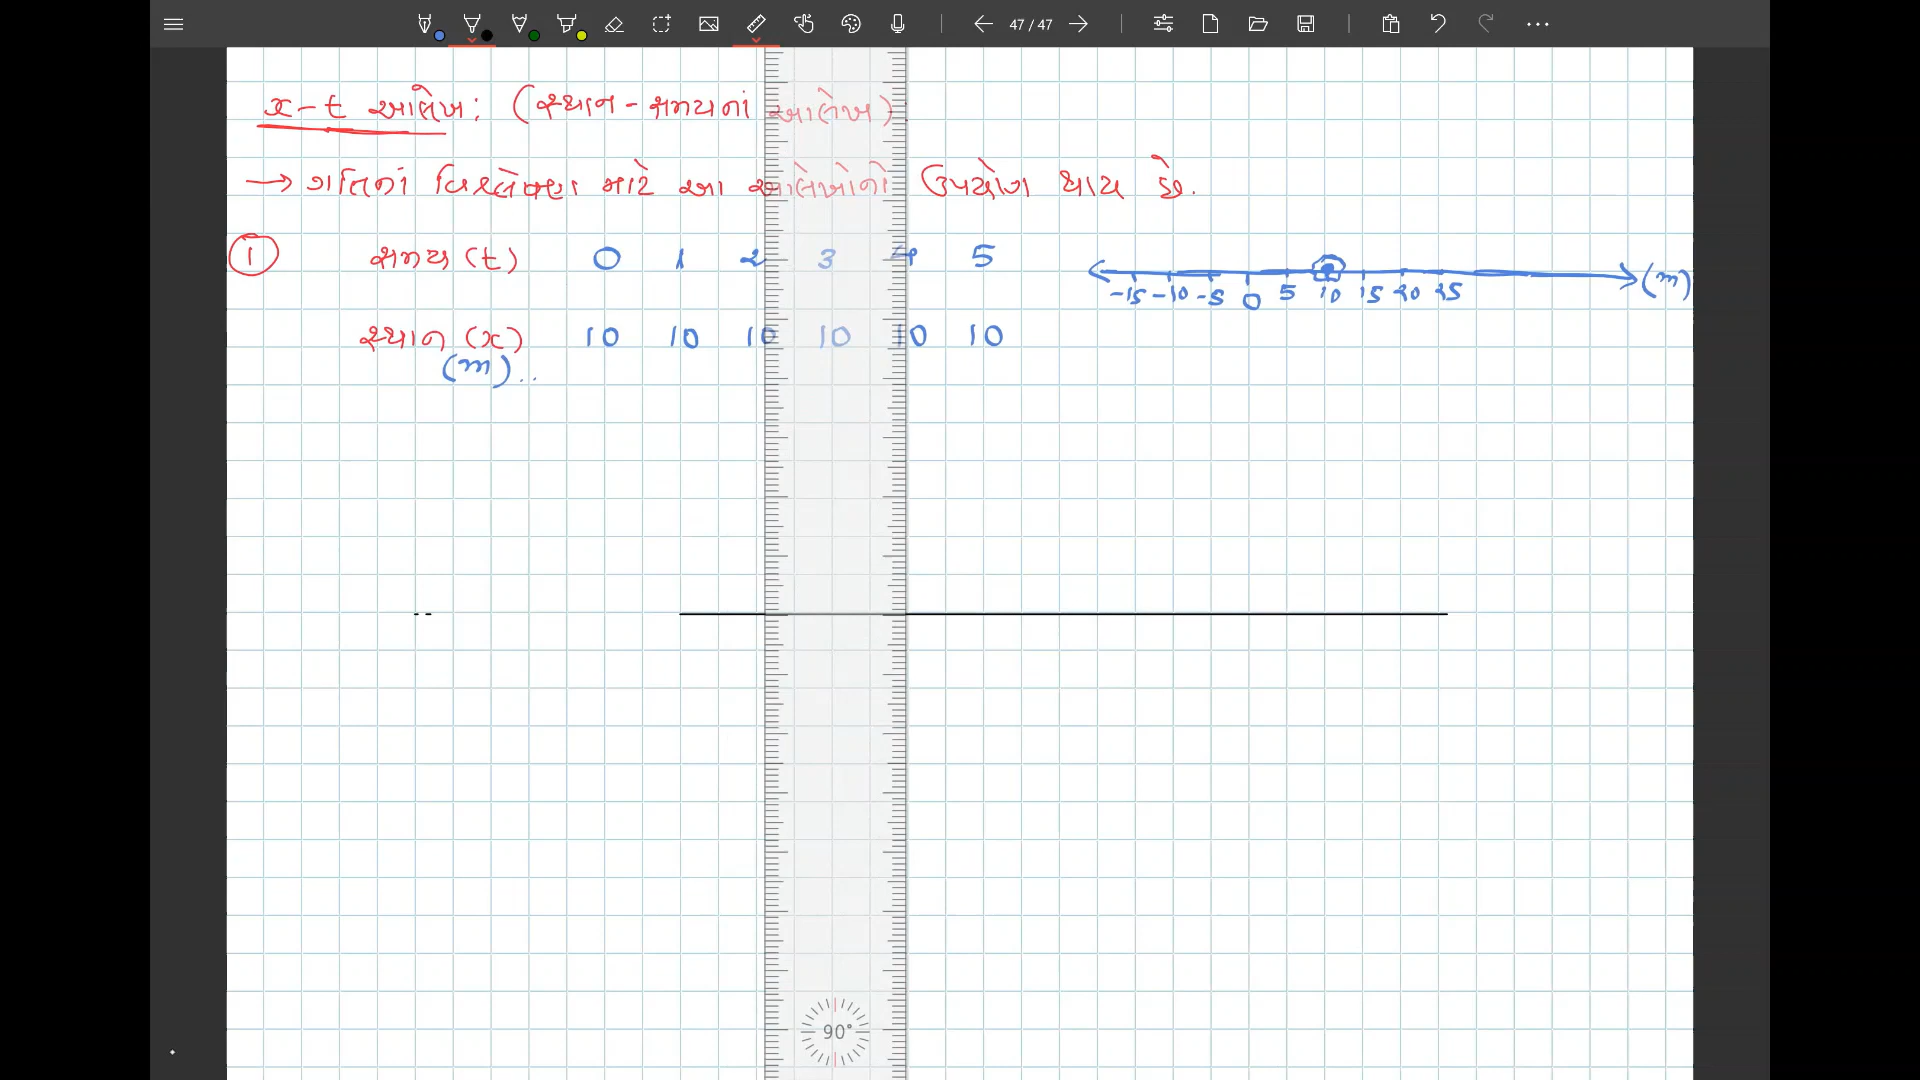 47 / 47
x-t આલેખ: (સ્થાન - સમયનાં આલેખ)
→ ગતિનાં વિશ્લેષણ માટે આ આલેખોનો ઉપયોગ થાય છે.
1 સમય (t) 0 1 2 3 4 5
સ્થાન (x) 10 10 10 10 10 10
(m)
-15 -10 -5 0 5 10 15 20 25 (m)
90°